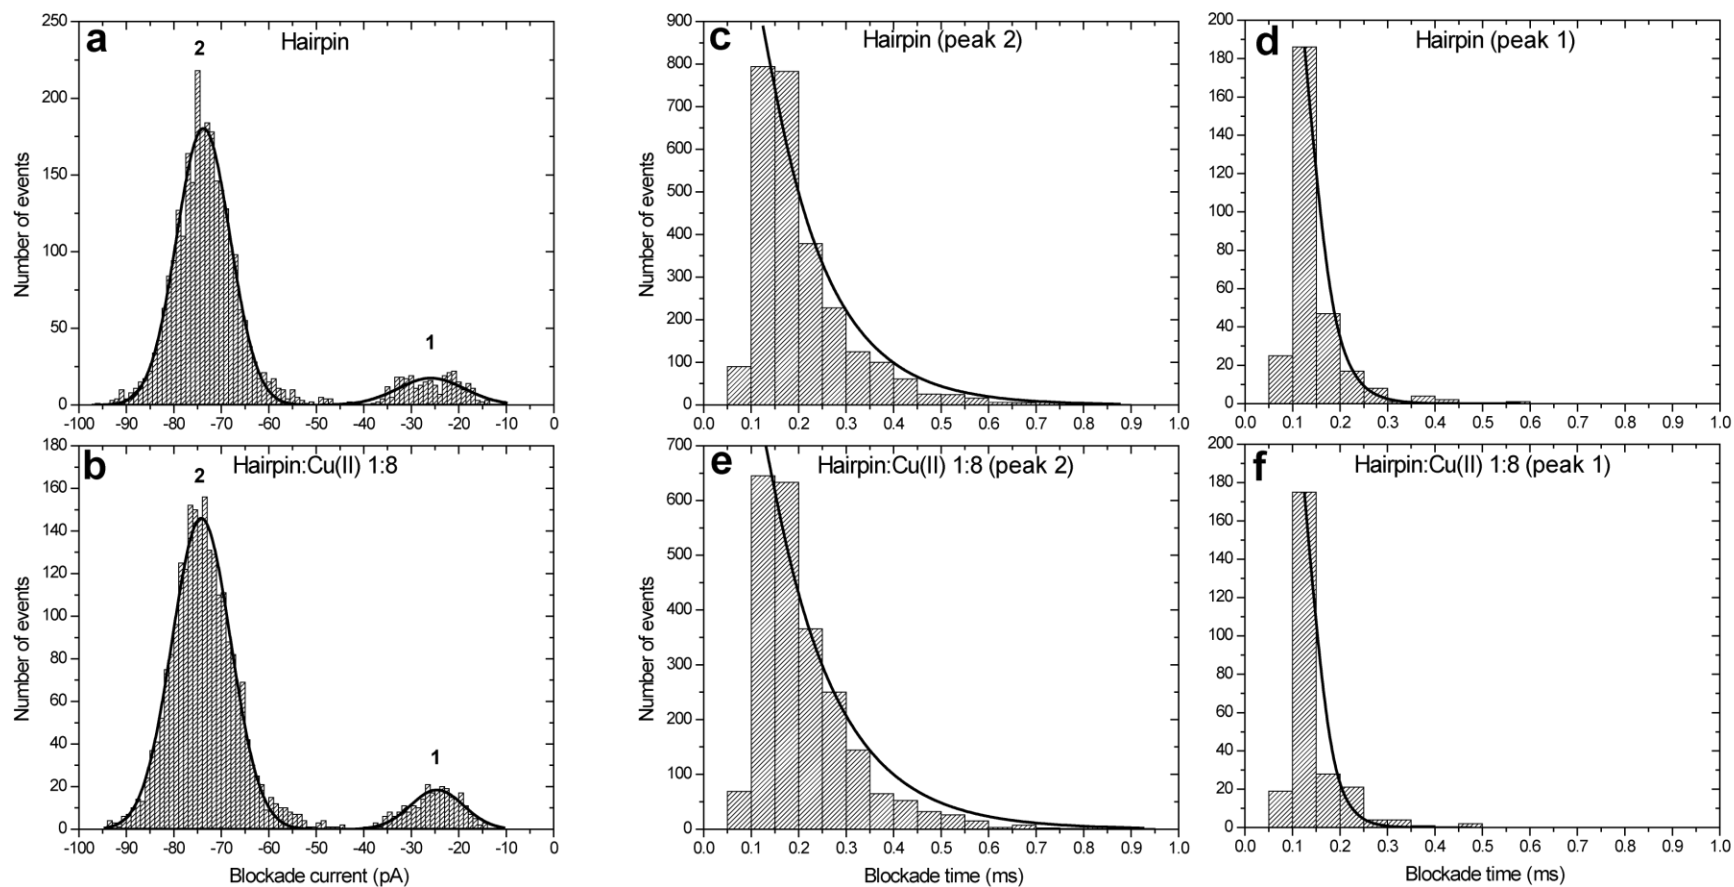 a
Hairpin
2
1
250
200
150
100
50
0
Number of events
-100 -90 -80 -70 -60 -50 -40 -30 -20 -10 0
c
Hairpin (peak 2)
900
800
700
600
500
400
300
200
100
0
Number of events
0.0 0.1 0.2 0.3 0.4 0.5 0.6 0.7 0.8 0.9 1.0
d
Hairpin (peak 1)
200
180
160
140
120
100
80
60
40
20
0
0.0 0.1 0.2 0.3 0.4 0.5 0.6 0.7 0.8 0.9 1.0
b
Hairpin:Cu(II) 1:8
2
1
180
160
140
120
100
80
60
40
20
0
Number of events
-100 -90 -80 -70 -60 -50 -40 -30 -20 -10 0
Blockade current (pA)
e
Hairpin:Cu(II) 1:8 (peak 2)
700
600
500
400
300
200
100
0
Number of events
0.0 0.1 0.2 0.3 0.4 0.5 0.6 0.7 0.8 0.9 1.0
Blockade time (ms)
f
Hairpin:Cu(II) 1:8 (peak 1)
200
180
160
140
120
100
80
60
40
20
0
0.0 0.1 0.2 0.3 0.4 0.5 0.6 0.7 0.8 0.9 1.0
Blockade time (ms)